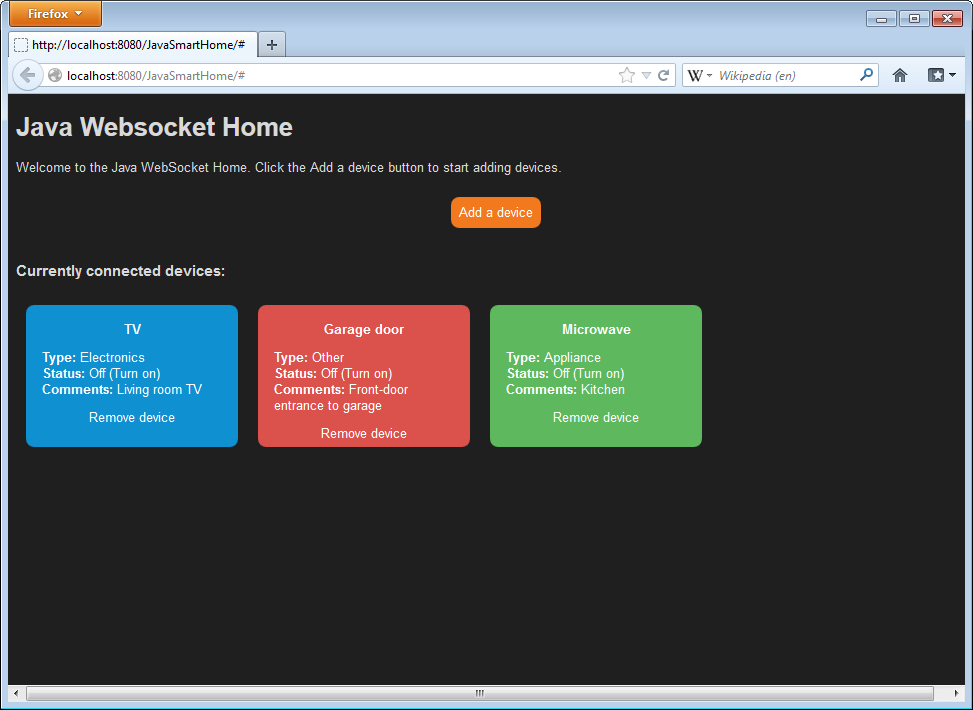 Firefox
http://localhost:8080/JavaSmartHome/#
localhost:8080/JavaSmartHome/#
W
Wikipedia (en)
Java Websocket Home
Welcome to the Java WebSocket Home. Click the Add a device button to start adding devices.
Add a device
Currently connected devices:
TV
Type: Electronics
Status: Off (Turn on)
Comments: Living room TV
Remove device
Garage door
Type: Other
Status: Off (Turn on)
Comments: Front-door
entrance to garage
Remove device
Microwave
Type: Appliance
Status: Off (Turn on)
Comments: Kitchen
Remove device